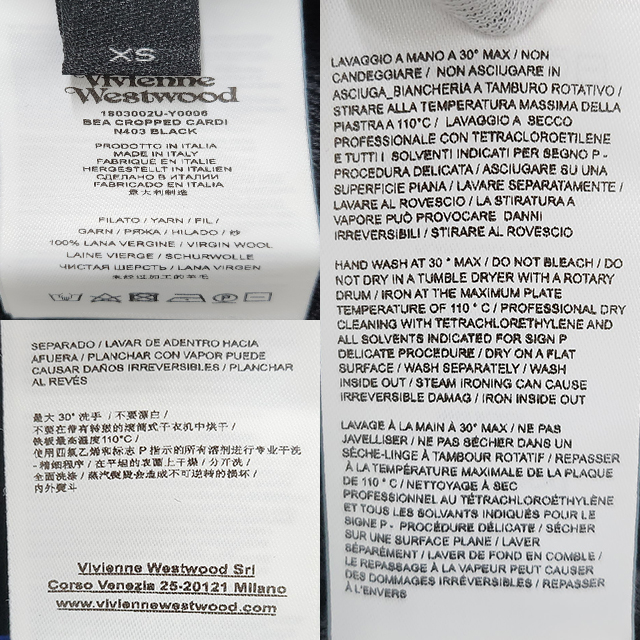 XS
Vivienne
Westwood
1803002U-Y0006
BEA CROPPED CARDI
N403 BLACK
PRODOTTO IN ITALIA
MADE IN ITALY
FABRIQUÉ EN ITALIE
HERGESTELLT IN ITALIEN
СДЕЛАНО В ИТАЛИИ
FABRICADO EN ITALIA
意大利制造
FILATO / YARN / FIL /
GARN / PЯЖA / HILADO / 纱
100% LANA VERGINE / VIRGIN WOOL
LAINE VIERGE / SCHURWOLLE
ЧИСТАЯ ШЕРСТЬ / LANA VIRGEN
未经过加工的羊毛
SEPARADO / LAVAR DE ADENTRO HACIA
AFUERA / PLANCHAR CON VAPOR PUEDE
CAUSAR DAÑOS IRREVERSIBLES / PLANCHAR
AL REVÉS
最大 30° 洗手 / 不要漂白 /
不要在带有转毂的滚筒式干衣机中烘干 /
铁板最高温度110°C /
使用四氯乙烯和标志 P 指示的所有溶剂进行专业干洗
- 精细程序 / 在平坦的表面上干燥 / 分开洗 /
全面洗涤 / 蒸汽熨烫会造成不可逆转的损坏 /
内外熨斗
Vivienne Westwood Srl
Corso Venezia 25-20121 Milano
www.viviennewestwood.com
LAVAGGIO A MANO A 30° MAX / NON
CANDEGGIARE / NON ASCIUGARE IN
ASCIUGA_BIANCHERIA A TAMBURO ROTATIVO /
STIRARE ALLA TEMPERATURA MASSIMA DELLA
PIASTRA A 110°C / LAVAGGIO A SECCO
PROFESSIONALE CON TETRACLOROETILENE
E TUTTI I SOLVENTI INDICATI PER SEGNO P -
PROCEDURA DELICATA / ASCIUGARE SU UNA
SUPERFICIE PIANA / LAVARE SEPARATAMENTE /
LAVARE AL ROVESCIO / LA STIRATURA A
VAPORE PUÒ PROVOCARE DANNI
IRREVERSIBILI / STIRARE AL ROVESCIO
HAND WASH AT 30 ° MAX / DO NOT BLEACH / DO
NOT DRY IN A TUMBLE DRYER WITH A ROTARY
DRUM / IRON AT THE MAXIMUM PLATE
TEMPERATURE OF 110 ° C / PROFESSIONAL DRY
CLEANING WITH TETRACHLORETHYLENE AND
ALL SOLVENTS INDICATED FOR SIGN P
DELICATE PROCEDURE / DRY ON A FLAT
SURFACE / WASH SEPARATELY / WASH
INSIDE OUT / STEAM IRONING CAN CAUSE
IRREVERSIBLE DAMAG / IRON INSIDE OUT
LAVAGE À LA MAIN À 30° MAX / NE PAS
JAVELLISER / NE PAS SÉCHER DANS UN
SÈCHE-LINGE À TAMBOUR ROTATIF / REPASSER
À LA TEMPÉRATURE MAXIMALE DE LA PLAQUE
DE 110 ° C / NETTOYAGE À SEC
PROFESSIONNEL AU TÉTRACHLOROÉTHYLÈNE
ET TOUS LES SOLVANTS INDIQUÉS POUR LE
SIGNE P - PROCÉDURE DÉLICATE / SÉCHER
SUR UNE SURFACE PLANE / LAVER
SÉPARÉMENT / LAVER DE FOND EN COMBLE /
LE REPASSAGE À LA VAPEUR PEUT CAUSER
DES DOMMAGES IRRÉVERSIBLES / REPASSER
À L'ENVERS